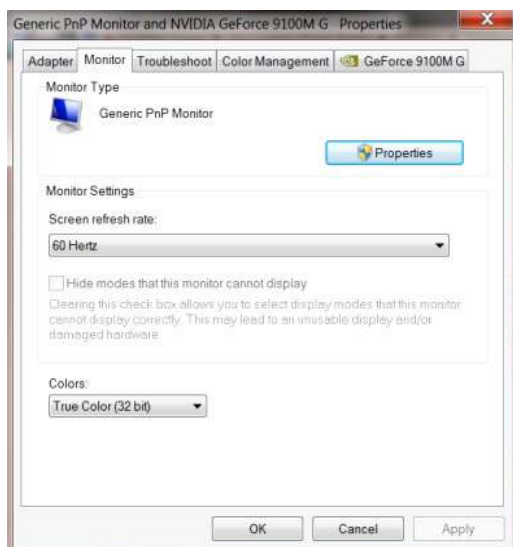 Generic PnP Monitor and NVIDIA GeForce 9100M G Properties
Adapter Monitor Troubleshoot Color Management GeForce 9100M G
Monitor Type
Generic PnP Monitor
Properties
Monitor Settings
Screen refresh rate:
60 Hertz
Hide modes that this monitor cannot display
Clearing this check box allows you to select display modes that this monitor
cannot display correctly. This may lead to an unusable display and/or
damaged hardware.
Colors:
True Color (32 bit)
OK Cancel Apply